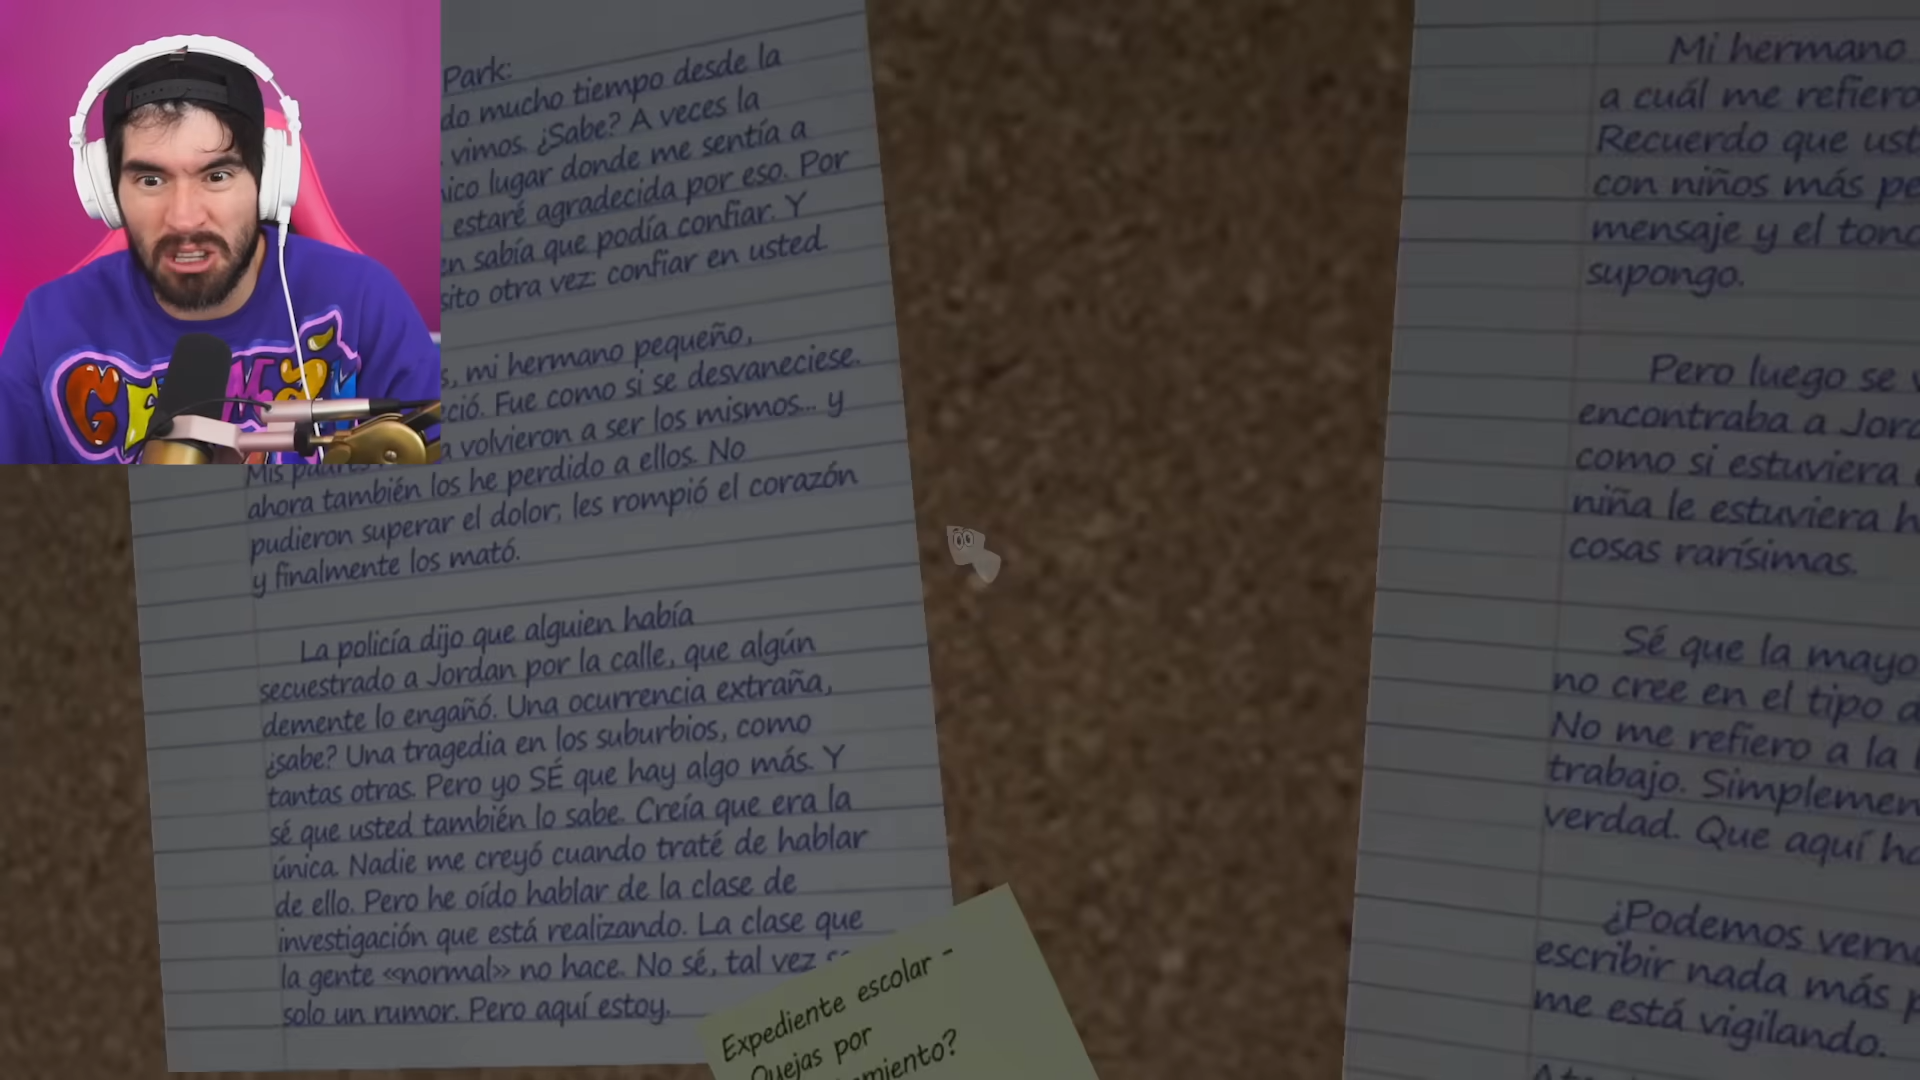 Park:
do mucho tiempo desde la
vimos. ¿Sabe? A veces la
ico lugar donde me sentía a
estaré agradecida por eso. Por
en sabía que podía confiar. Y
sito otra vez: confiar en usted.
s, mi hermano pequeño,
ció. Fue como si se desvaneciese.
Mis a volvieron a ser los mismos... y
ahora también los he perdido a ellos. No
pudieron superar el dolor; les rompió el corazón
y finalmente los mató.
La policía dijo que alguien había
secuestrado a Jordan por la calle, que algún
demente lo engañó. Una ocurrencia extraña,
¿sabe? Una tragedia en los suburbios, como
tantas otras. Pero yo SÉ que hay algo más. Y
sé que usted también lo sabe. Creía que era la
única. Nadie me creyó cuando traté de hablar
de ello. Pero he oído hablar de la clase de
investigación que está realizando. La clase que
la gente «normal» no hace. No sé, tal vez
solo un rumor. Pero aquí estoy.
Expediente escolar -
Quejas por
miento?
Mi hermano
a cuál me refiero
Recuerdo que ust
con niños más pe
mensaje y el tono
supongo.
Pero luego se v
encontraba a Jord
como si estuviera
niña le estuviera h
cosas rarísimas.
Sé que la mayo
no cree en el tipo d
No me refiero a la
trabajo. Simplemen
verdad. Que aquí ha
¿Podemos verno
escribir nada más p
me está vigilando.